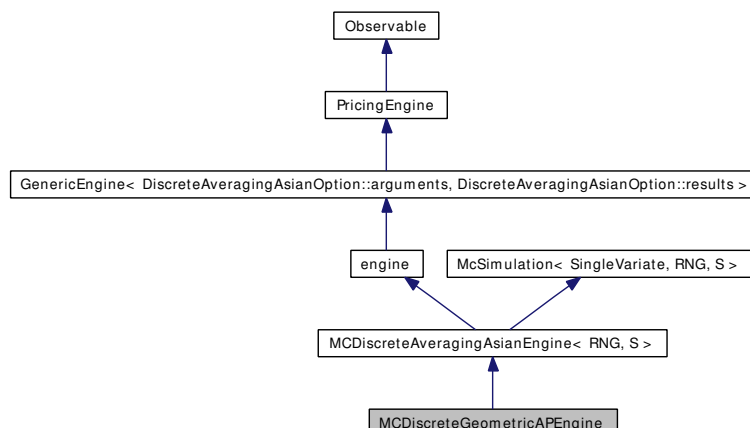 Observable
PricingEngine
GenericEngine< DiscreteAveragingAsianOption::arguments, DiscreteAveragingAsianOption::results >
engine
McSimulation< SingleVariate, RNG, S >
MCDiscreteAveragingAsianEngine< RNG, S >
MCDiscreteGeometricAPEngine